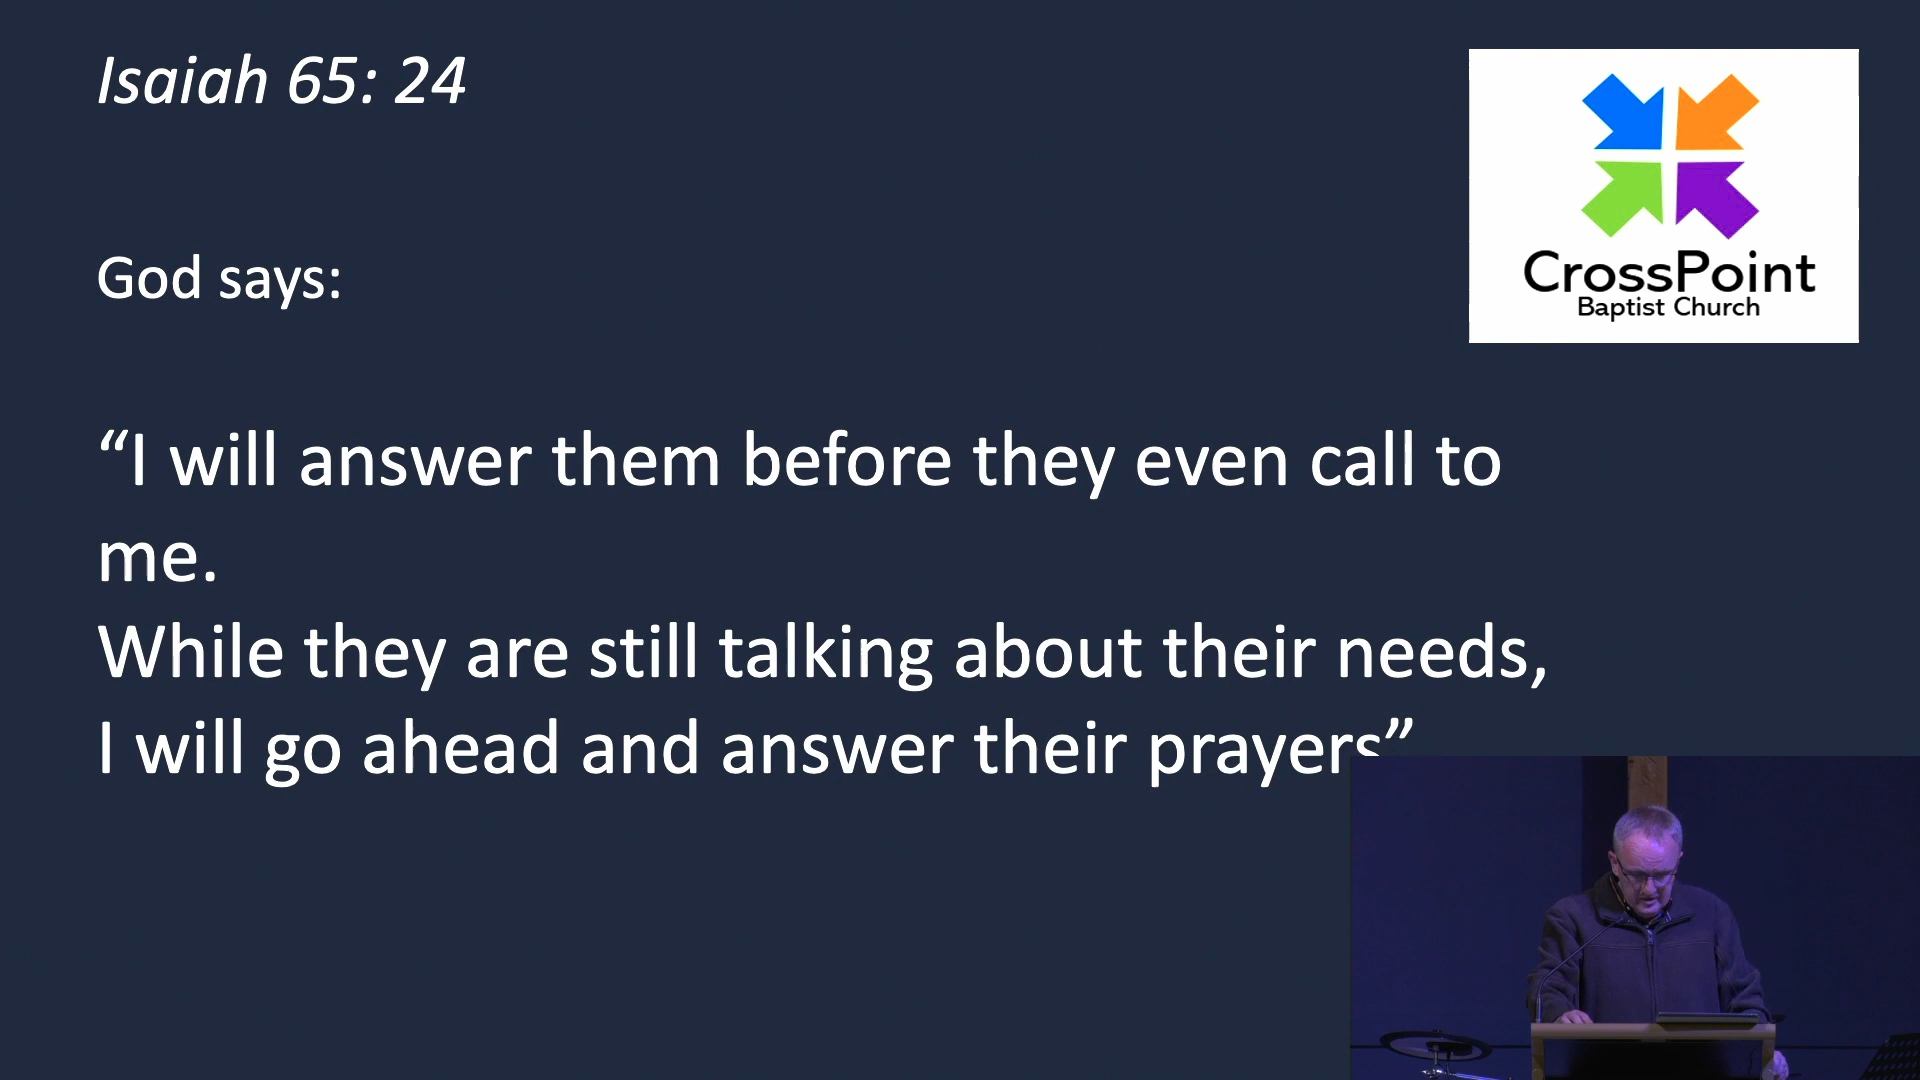 Isaiah 65: 24
CrossPoint
Baptist Church
God says:
“I will answer them before they even call to
me.
While they are still talking about their needs,
I will go ahead and answer their prayers”